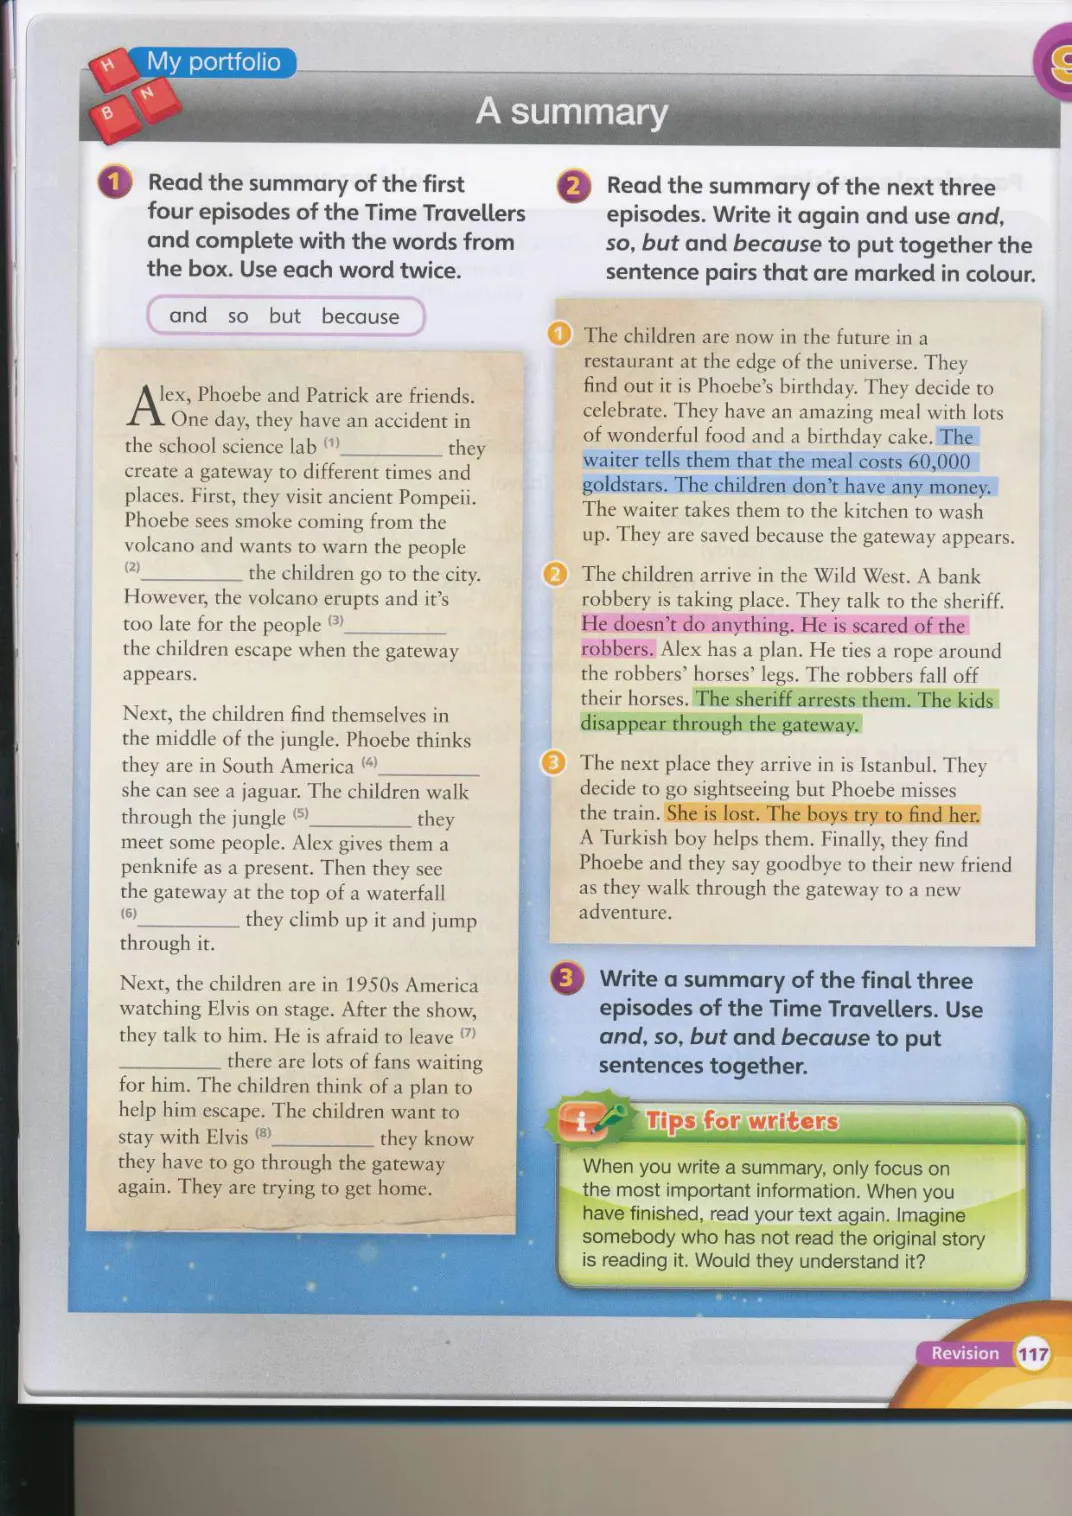 H
B
N
My portfolio
9
A summary
1
Read the summary of the first
four episodes of the Time Travellers
and complete with the words from
the box. Use each word twice.
and so but because
Alex, Phoebe and Patrick are friends.
One day, they have an accident in
the school science lab (1)__________ they
create a gateway to different times and
places. First, they visit ancient Pompeii.
Phoebe sees smoke coming from the
volcano and wants to warn the people
(2)__________ the children go to the city.
However, the volcano erupts and it's
too late for the people (3)__________
the children escape when the gateway
appears.
Next, the children find themselves in
the middle of the jungle. Phoebe thinks
they are in South America (4)__________
she can see a jaguar. The children walk
through the jungle (5)__________ they
meet some people. Alex gives them a
penknife as a present. Then they see
the gateway at the top of a waterfall
(6)__________ they climb up it and jump
through it.
Next, the children are in 1950s America
watching Elvis on stage. After the show,
they talk to him. He is afraid to leave (7)
__________ there are lots of fans waiting
for him. The children think of a plan to
help him escape. The children want to
stay with Elvis (8)__________ they know
they have to go through the gateway
again. They are trying to get home.
2
Read the summary of the next three
episodes. Write it again and use and,
so, but and because to put together the
sentence pairs that are marked in colour.
1 The children are now in the future in a
restaurant at the edge of the universe. They
find out it is Phoebe's birthday. They decide to
celebrate. They have an amazing meal with lots
of wonderful food and a birthday cake. The
waiter tells them that the meal costs 60,000
goldstars. The children don't have any money.
The waiter takes them to the kitchen to wash
up. They are saved because the gateway appears.
2 The children arrive in the Wild West. A bank
robbery is taking place. They talk to the sheriff.
He doesn't do anything. He is scared of the
robbers. Alex has a plan. He ties a rope around
the robbers' horses' legs. The robbers fall off
their horses. The sheriff arrests them. The kids
disappear through the gateway.
3 The next place they arrive in is Istanbul. They
decide to go sightseeing but Phoebe misses
the train. She is lost. The boys try to find her.
A Turkish boy helps them. Finally, they find
Phoebe and they say goodbye to their new friend
as they walk through the gateway to a new
adventure.
3
Write a summary of the final three
episodes of the Time Travellers. Use
and, so, but and because to put
sentences together.
i
Tips for writers
When you write a summary, only focus on
the most important information. When you
have finished, read your text again. Imagine
somebody who has not read the original story
is reading it. Would they understand it?
Revision 117